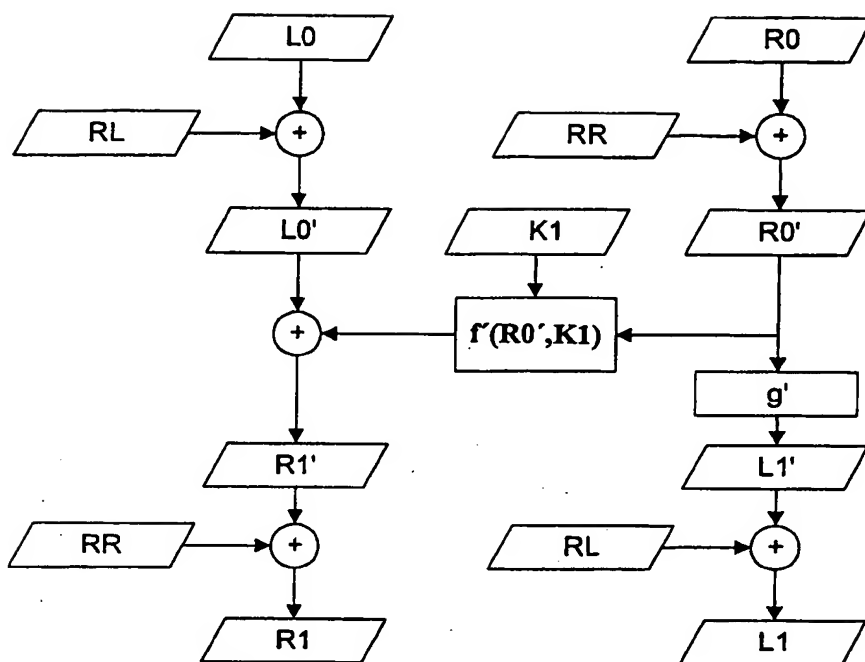 L0
R0
+
RL
RR
+
L0'
K1
R0'
+
f´(R0´,K1)
g'
R1'
L1'
RR
+
RL
+
R1
L1